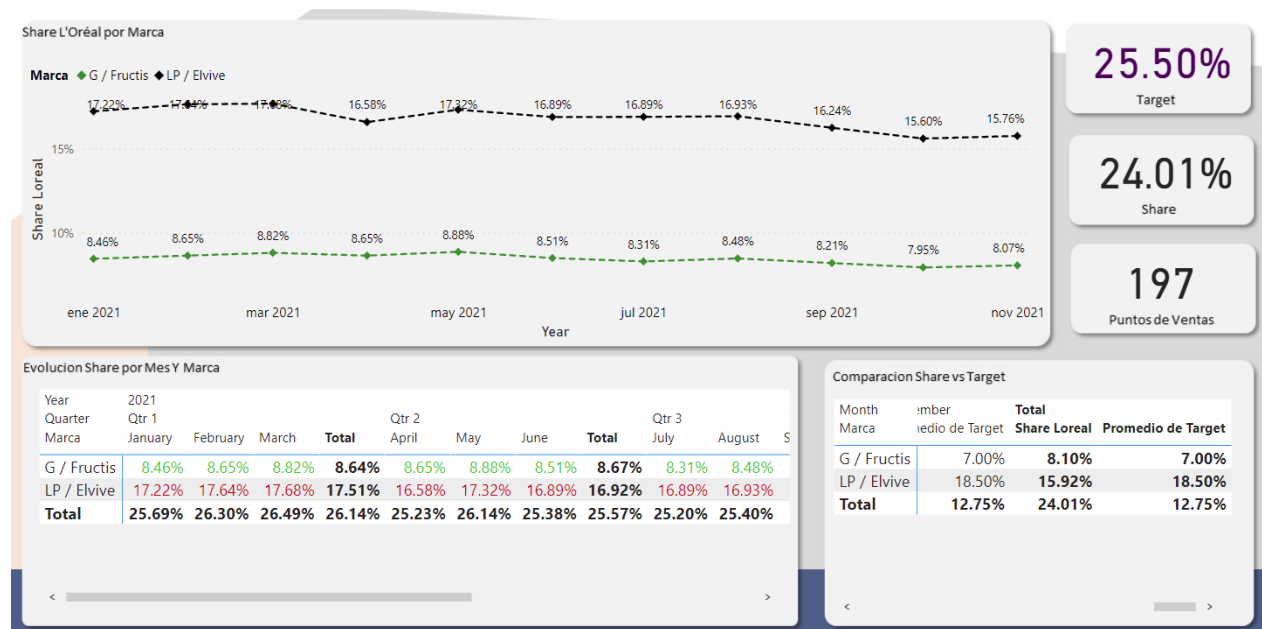 Share L'Oréal por Marca
Marca G / Fructis LP / Elvive
17.22% 17.64% 17.68% 16.58% 17.32% 16.89% 16.89% 16.93% 16.24% 15.60% 15.76%
15%
Share Loreal
10%
8.46% 8.65% 8.82% 8.65% 8.88% 8.51% 8.31% 8.48% 8.21% 7.95% 8.07%
ene 2021 mar 2021 may 2021 jul 2021 sep 2021 nov 2021
Year
25.50%
Target
24.01%
Share
197
Puntos de Ventas
Evolucion Share por Mes Y Marca
Year 2021
Quarter Qtr 1 Qtr 2 Qtr 3
Marca January February March Total April May June Total July August S
G / Fructis 8.46% 8.65% 8.82% 8.64% 8.65% 8.88% 8.51% 8.67% 8.31% 8.48%
LP / Elvive 17.22% 17.64% 17.68% 17.51% 16.58% 17.32% 16.89% 16.92% 16.89% 16.93%
Total 25.69% 26.30% 26.49% 26.14% 25.23% 26.14% 25.38% 25.57% 25.20% 25.40%
< >
Comparacion Share vs Target
Month mber Total
Marca edio de Target Share Loreal Promedio de Target
G / Fructis 7.00% 8.10% 7.00%
LP / Elvive 18.50% 15.92% 18.50%
Total 12.75% 24.01% 12.75%
< >